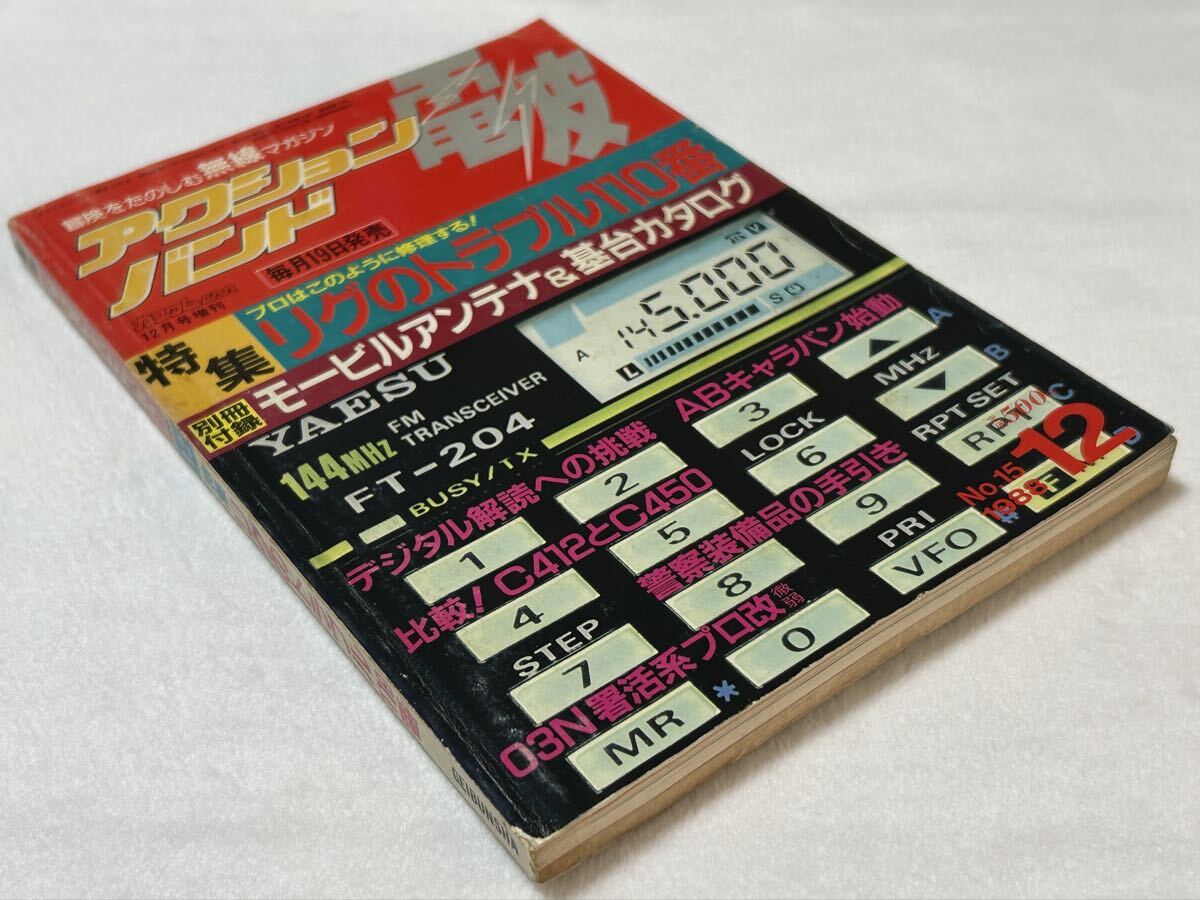 冒険をたのしむ無線マガジン
アクション
バンド
電波
毎月19日発売
12月号増刊
プロはこのように修理する!
特集
リグのトラブル110番
別冊付録
モービルアンテナ&基台カタログ
YAESU
144MHz
FM
TRANSCEIVER
FT-204
BUSY/TX
A
145.000
L
S
デジタル解読への挑戦
ABキャラバン始動
比較!C412とC450
警察装備品の手引き
03N署活系プロ改
微弱
1
2
3
▲
A
MHz
4
5
6
▼
B
LOCK
RPT SET
STEP
7
8
9
C
PRI
MR
*
0
VFO
F
D
500
12
No.15
1988
GEIBUNSHA